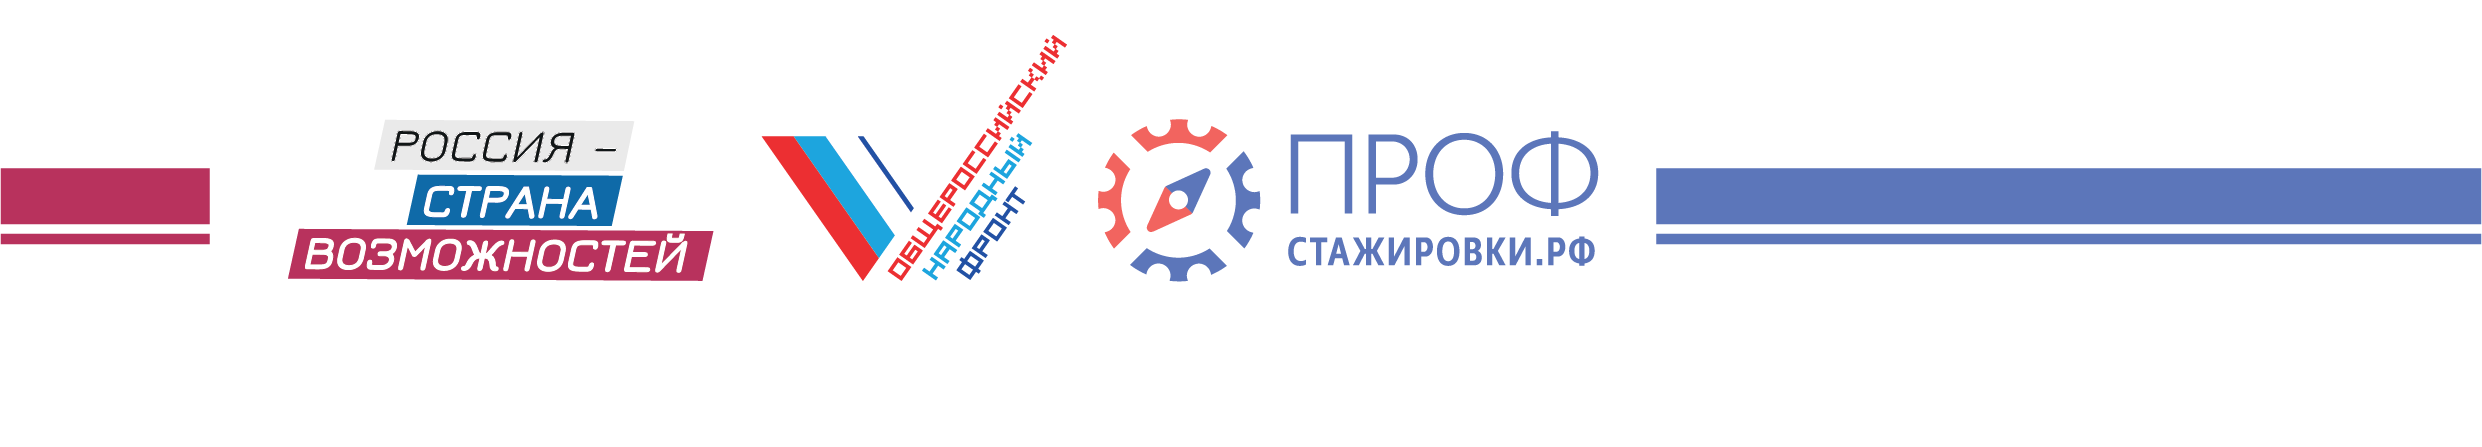 РОССИЯ –
СТРАНА
ВОЗМОЖНОСТЕЙ
ОБЩЕРОССИЙСКИЙ
НАРОДНЫЙ
ФРОНТ
ПРОФ
СТАЖИРОВКИ.РФ